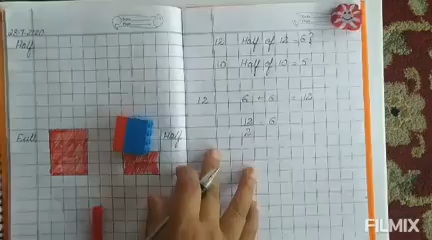 28-7-2020
Half
Full
Half
12 Half of 12 = 6}
10 Half of 10 = 5
12 6 + 6 = 12
12 = 6
2
FILMIX